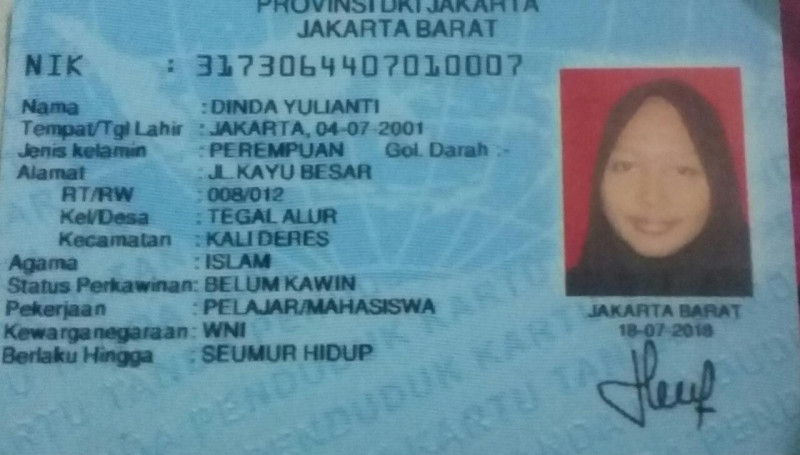 PROVINSI DKI JAKARTA
JAKARTA BARAT
NIK : 3173064407010007
Nama : DINDA YULIANTI
Tempat/Tgl Lahir : JAKARTA, 04-07-2001
Jenis kelamin : PEREMPUAN Gol. Darah :-
Alamat : JL.KAYU BESAR
RT/RW : 008/012
Kel/Desa : TEGAL ALUR
Kecamatan : KALI DERES
Agama : ISLAM
Status Perkawinan: BELUM KAWIN
Pekerjaan : PELAJAR/MAHASISWA
Kewarganegaraan: WNI
Berlaku Hingga : SEUMUR HIDUP
JAKARTA BARAT
18-07-2018